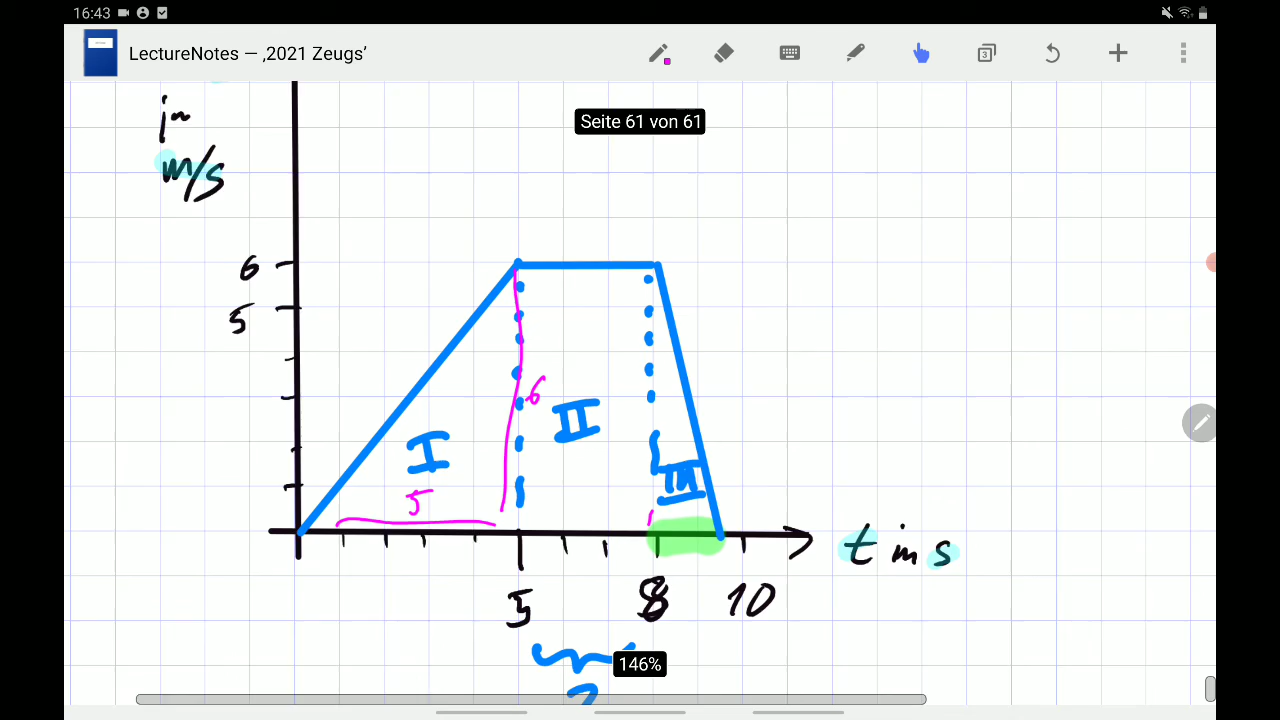 16:43
LectureNotes — ‚2021 Zeugs’
3
in
m/s
Seite 61 von 61
6
5
6
I
II
III
5
t in s
5
8
10
146%